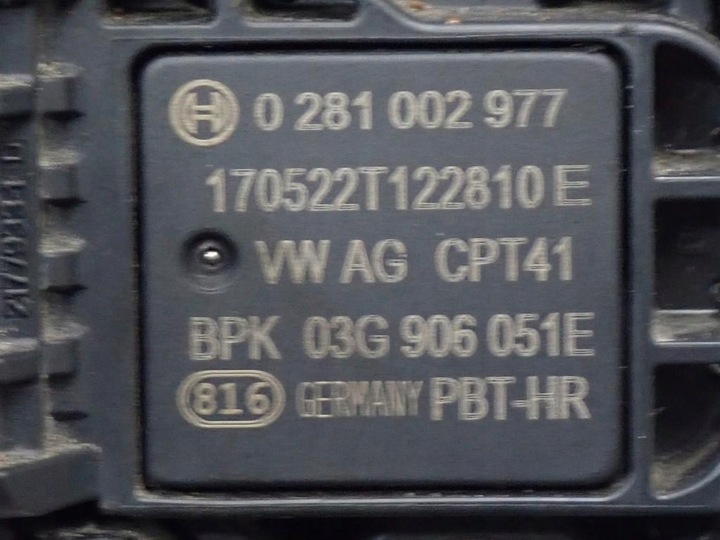 0 281 002 977
170522T122810 E
VW AG CPT41
BPK 03G 906 051E
816 GERMANY PBT-HR